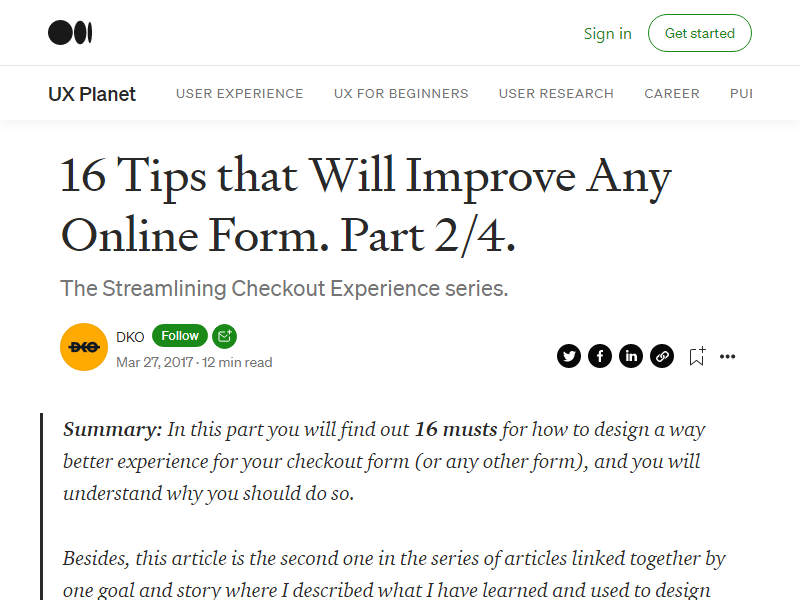 Sign in
Get started
UX Planet
USER EXPERIENCE
UX FOR BEGINNERS
USER RESEARCH
CAREER
PUI
16 Tips that Will Improve Any
Online Form. Part 2/4.
The Streamlining Checkout Experience series.
DKO
DKO
Follow
Mar 27, 2017 · 12 min read
Summary: In this part you will find out 16 musts for how to design a way
better experience for your checkout form (or any other form), and you will
understand why you should do so.
Besides, this article is the second one in the series of articles linked together by
one goal and story where I described what I have learned and used to design